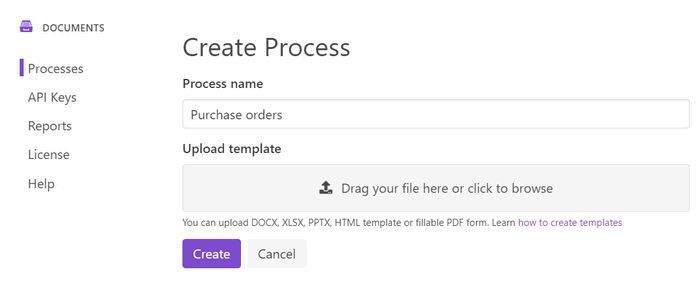 DOCUMENTS
Processes
API Keys
Reports
License
Help
Create Process
Process name
Purchase orders
Upload template
Drag your file here or click to browse
You can upload DOCX, XLSX, PPTX, HTML template or fillable PDF form. Learn how to create templates
Create
Cancel